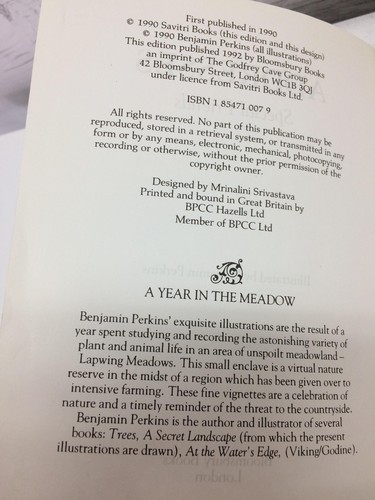 First published in 1990
© 1990 Savitri Books (this edition and this design)
© 1990 Benjamin Perkins (all illustrations)
This edition published 1992 by Bloomsbury Books
an imprint of The Godfrey Cave Group
42 Bloomsbury Street, London WC1B 3QJ
under licence from Savitri Books Ltd.
ISBN 1 85471 007 9
All rights reserved. No part of this publication may be
reproduced, stored in a retrieval system, or transmitted in any
form or by any means, electronic, mechanical, photocopying,
recording or otherwise, without the prior permission of the
copyright owner.
Designed by Mrinalini Srivastava
Printed and bound in Great Britain by
BPCC Hazells Ltd
Member of BPCC Ltd
A YEAR IN THE MEADOW
Benjamin Perkins' exquisite illustrations are the result of a
year spent studying and recording the astonishing variety of
plant and animal life in an area of unspoilt meadowland –
Lapwing Meadows. This small enclave is a virtual nature
reserve in the midst of a region which has been given over to
intensive farming. These fine vignettes are a celebration of
nature and a timely reminder of the threat to the countryside.
Benjamin Perkins is the author and illustrator of several
books: Trees, A Secret Landscape (from which the present
illustrations are drawn), At the Water's Edge, (Viking/Godine).